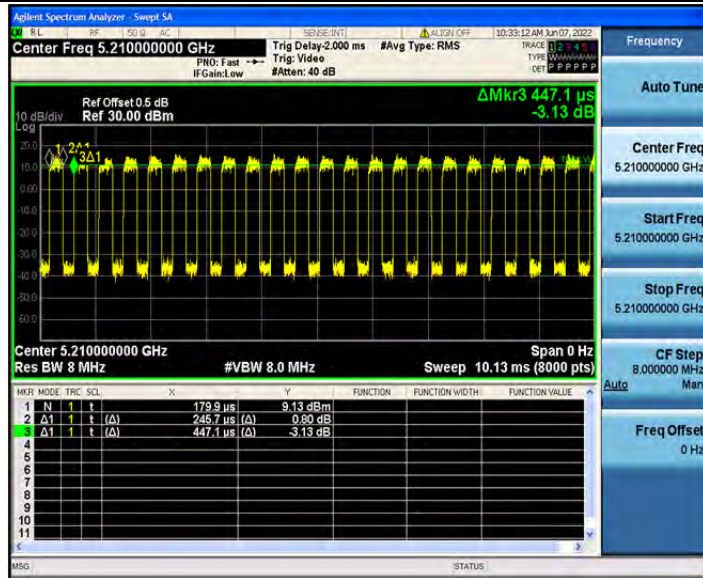 Agilent Spectrum Analyzer - Swept SA
RL RF 50 Ω AC SENSE:INT ALIGN OFF 10:33:12 AM Jun 07, 2022
Center Freq 5.210000000 GHz
Trig Delay-2.000 ms #Avg Type: RMS
TRACE 1 2 3 4 5 6
PNO: Fast Trig: Video
TYPE
IFGain:Low #Atten: 40 dB
DET P P P P P P
ΔMkr3 447.1 µs
-3.13 dB
Ref Offset 0.5 dB
10 dB/div Ref 30.00 dBm
Log
20.0
10.0
0.00
-10.0
-20.0
-30.0
-40.0
-50.0
-60.0
1 2Δ1
3Δ1
Center 5.210000000 GHz Span 0 Hz
Res BW 8 MHz #VBW 8.0 MHz Sweep 10.13 ms (8000 pts)
MKR MODE TRC SCL X Y FUNCTION FUNCTION WIDTH FUNCTION VALUE
1 N 1 t 179.9 µs 9.13 dBm
2 Δ1 1 t (Δ) 245.7 µs (Δ) 0.80 dB
3 Δ1 1 t (Δ) 447.1 µs (Δ) -3.13 dB
4
5
6
7
8
9
10
11
MSG STATUS
Frequency
Auto Tune
Center Freq
5.210000000 GHz
Start Freq
5.210000000 GHz
Stop Freq
5.210000000 GHz
CF Step
8.000000 MHz
Auto Man
Freq Offset
0 Hz